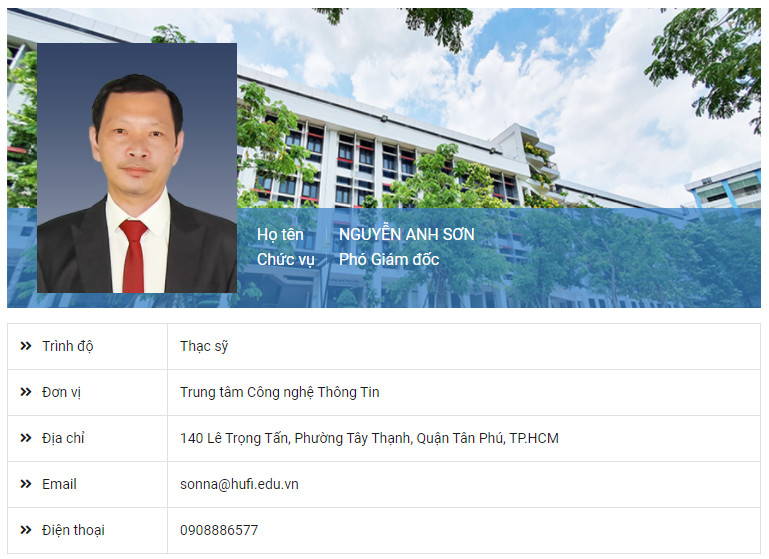 Họ tên NGUYỄN ANH SƠN
Chức vụ Phó Giám đốc
Trình độ Thạc sỹ
Đơn vị Trung tâm Công nghệ Thông Tin
Địa chỉ 140 Lê Trọng Tấn, Phường Tây Thạnh, Quận Tân Phú, TP.HCM
Email sonna@hufi.edu.vn
Điện thoại 0908886577